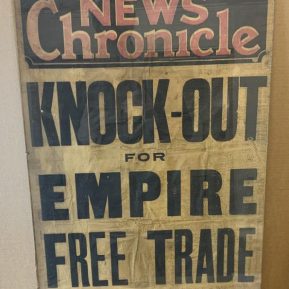 NEWS
Chronicle
KNOCK-OUT
FOR
EMPIRE
FREE TRADE